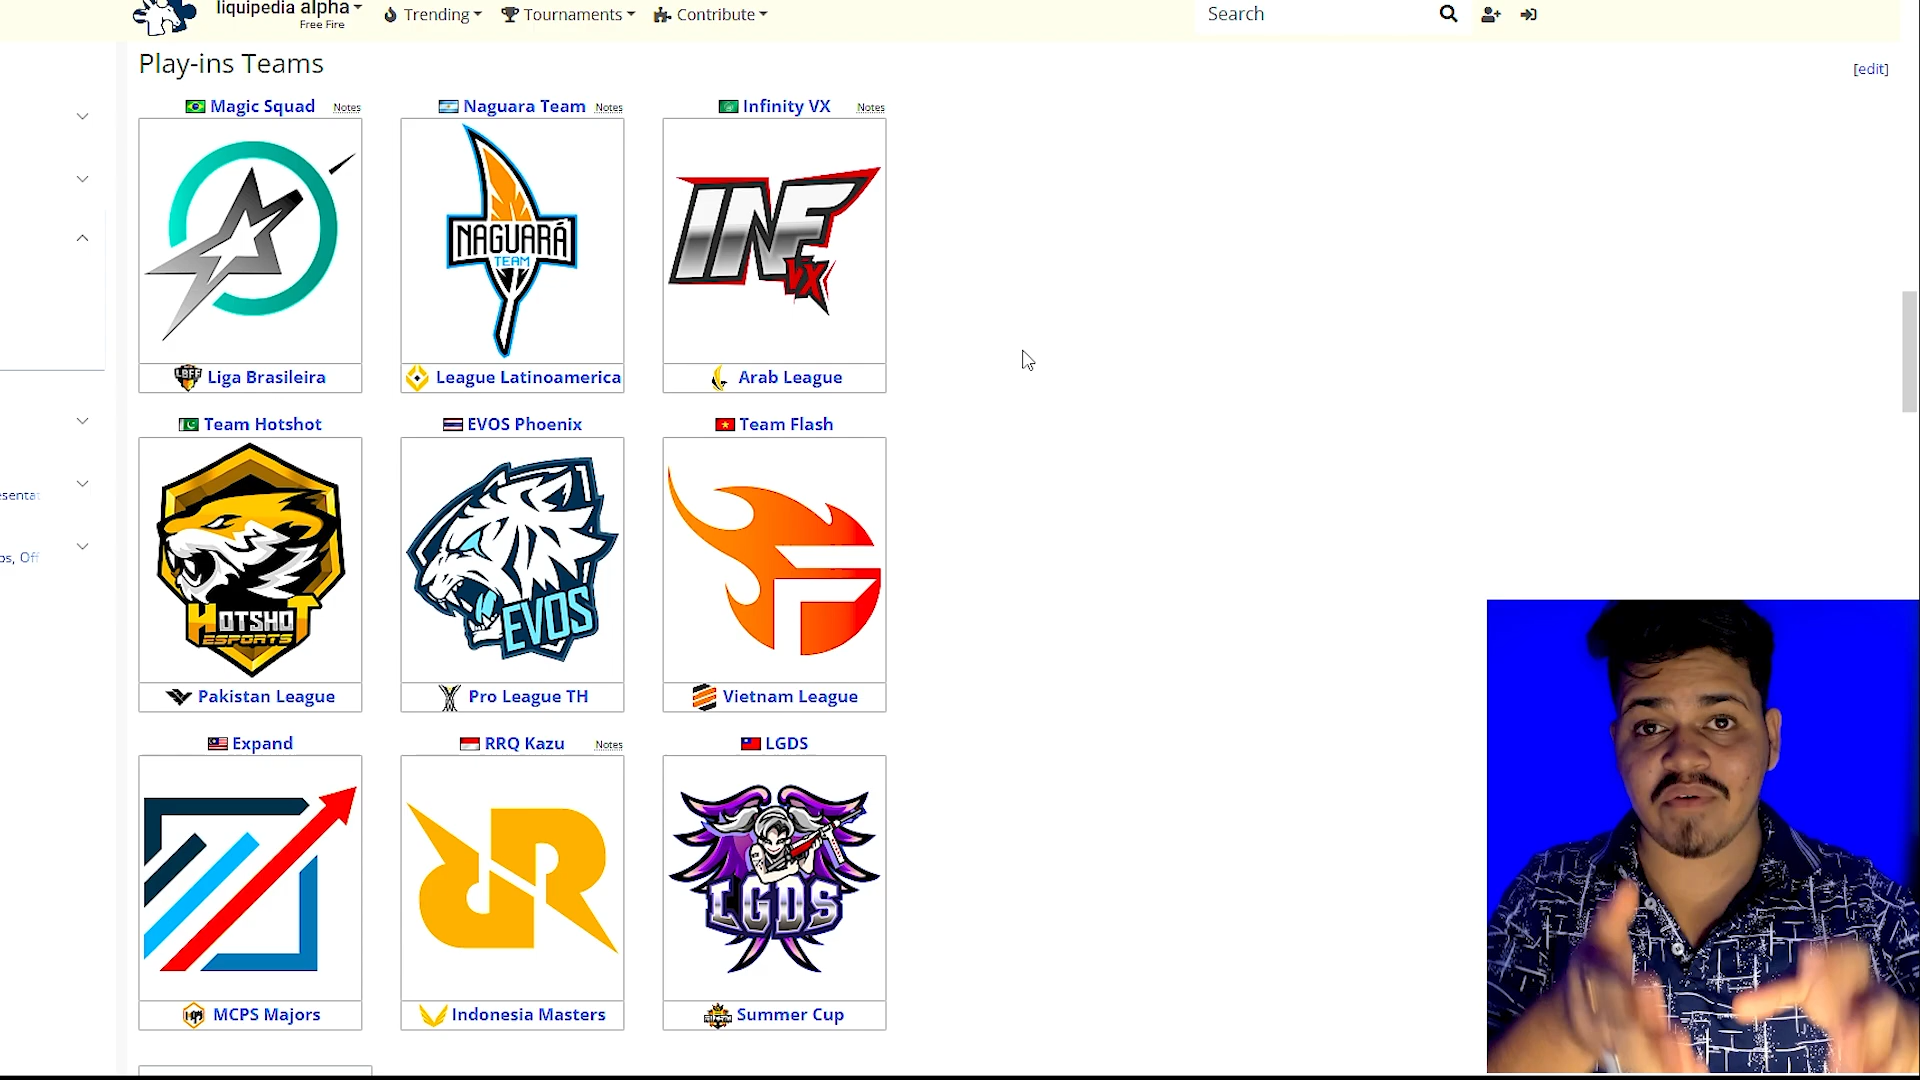 liquipedia alpha
Free Fire
Trending
Tournaments
Contribute
Search
Play-ins Teams
[edit]
Magic Squad Notes
Naguara Team Notes
Infinity VX Notes
NAGUARÁ
TEAM
INF
VX
Liga Brasileira
League Latinoamerica
Arab League
Team Hotshot
EVOS Phoenix
Team Flash
HOTSHOT
ESPORTS
EVOS
Pakistan League
Pro League TH
Vietnam League
Expand
RRQ Kazu Notes
LGDS
LGDS
MCPS Majors
Indonesia Masters
Summer Cup